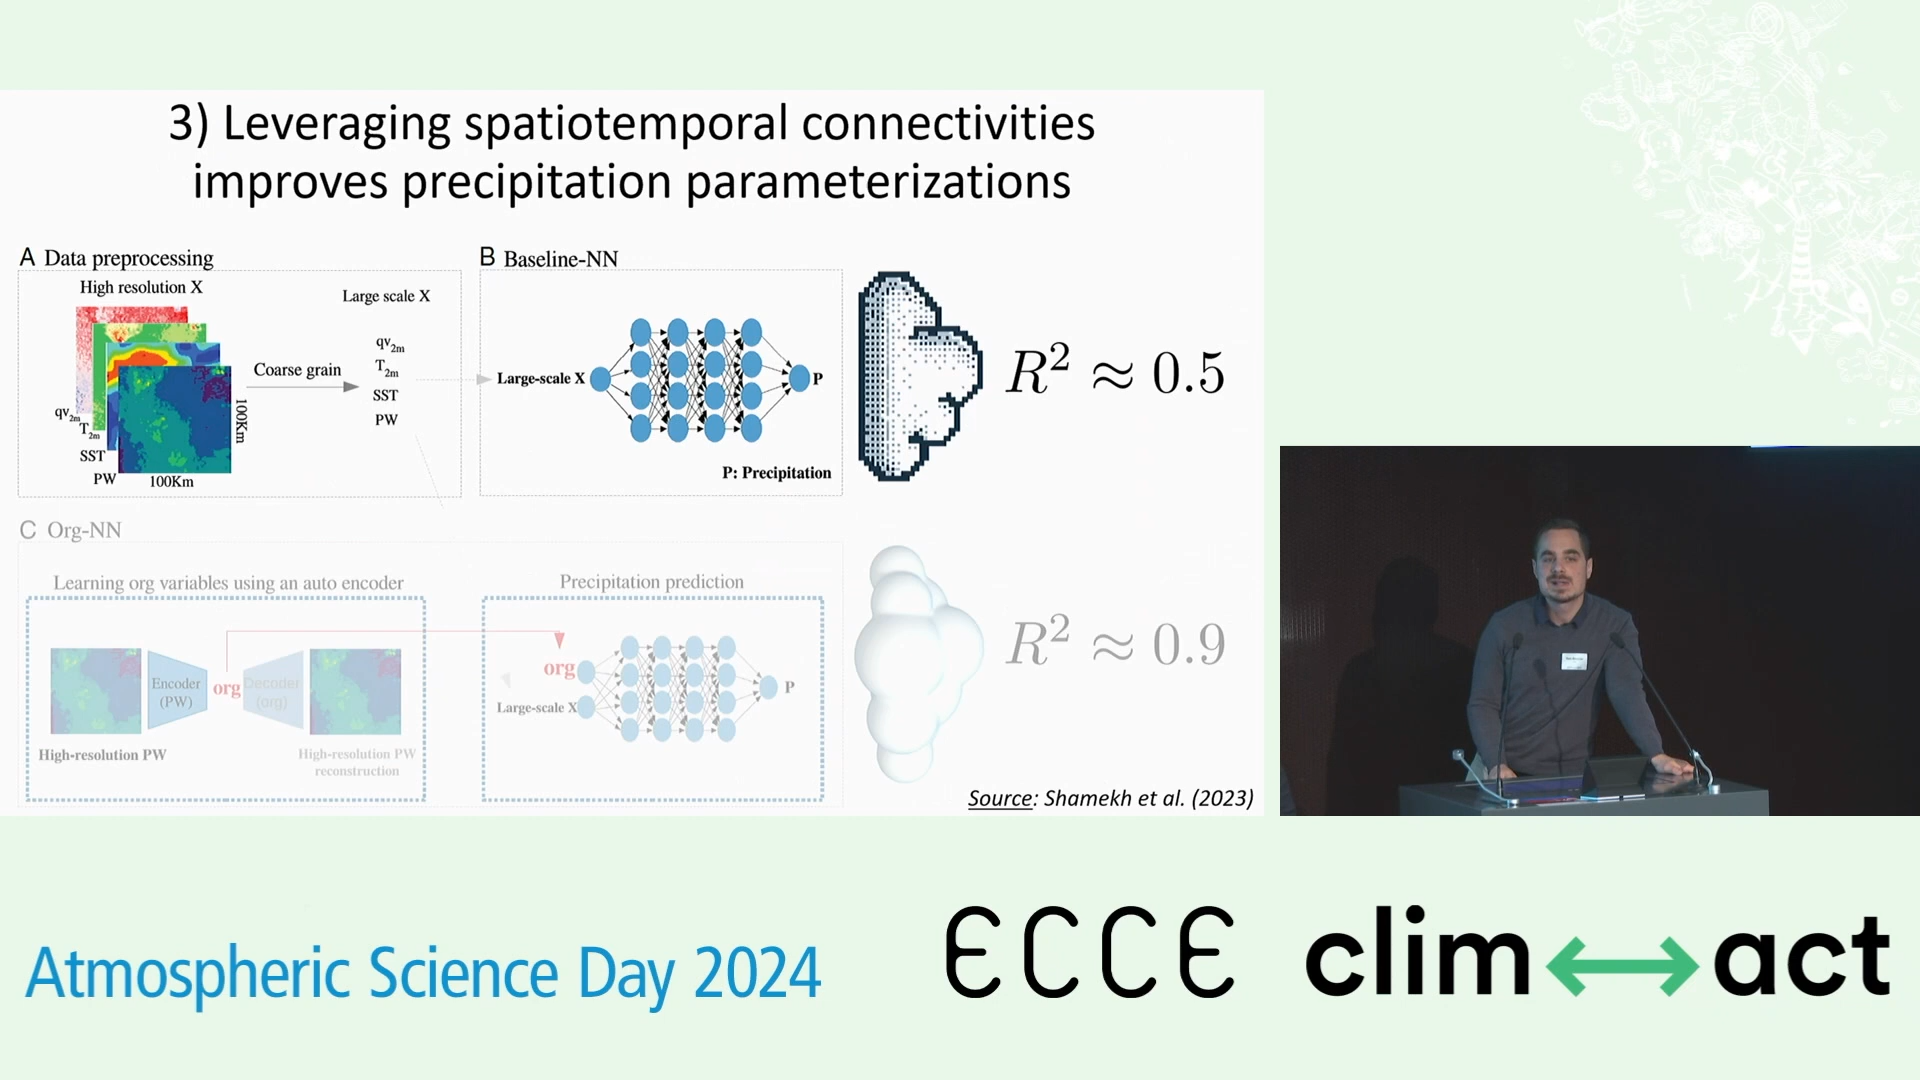 3) Leveraging spatiotemporal connectivities
improves precipitation parameterizations
A Data preprocessing
High resolution X
Large scale X
qv2m
T2m
SST
PW
100Km
100Km
Coarse grain
qv2m
T2m
SST
PW
B Baseline-NN
Large-scale X
P
P: Precipitation
R² ≈ 0.5
C Org-NN
Learning org variables using an auto encoder
Encoder
(PW)
org
Decoder
(org)
High-resolution PW
High-resolution PW
reconstruction
Precipitation prediction
org
Large-scale X
P
R² ≈ 0.9
Source: Shamekh et al. (2023)
Atmospheric Science Day 2024
ECCE
clim act